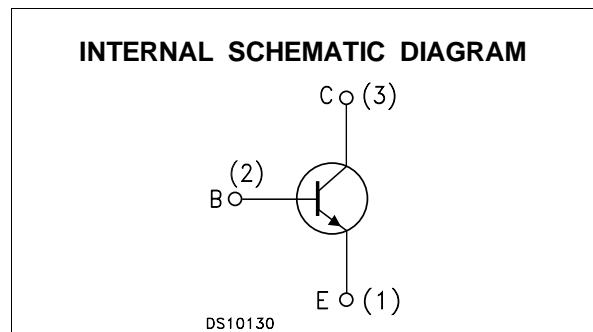 INTERNAL SCHEMATIC DIAGRAM
C (3)
(2)
B
E (1)
DS10130